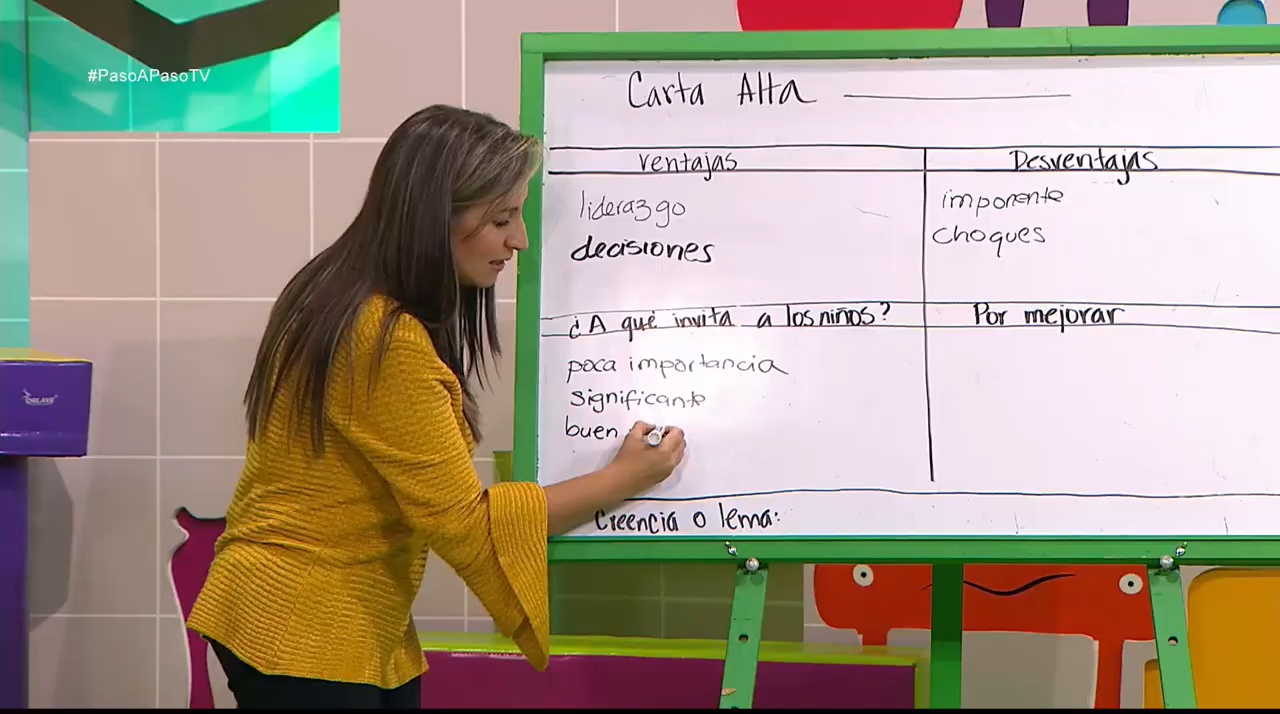 #PasoAPasoTV
Carta Alta
Ventajas
Desventajas
liderazgo
imponente
decisiones
choques
¿A qué invita a los niños?
Por mejorar
poca importancia
significante
buen
Creencia o lema: